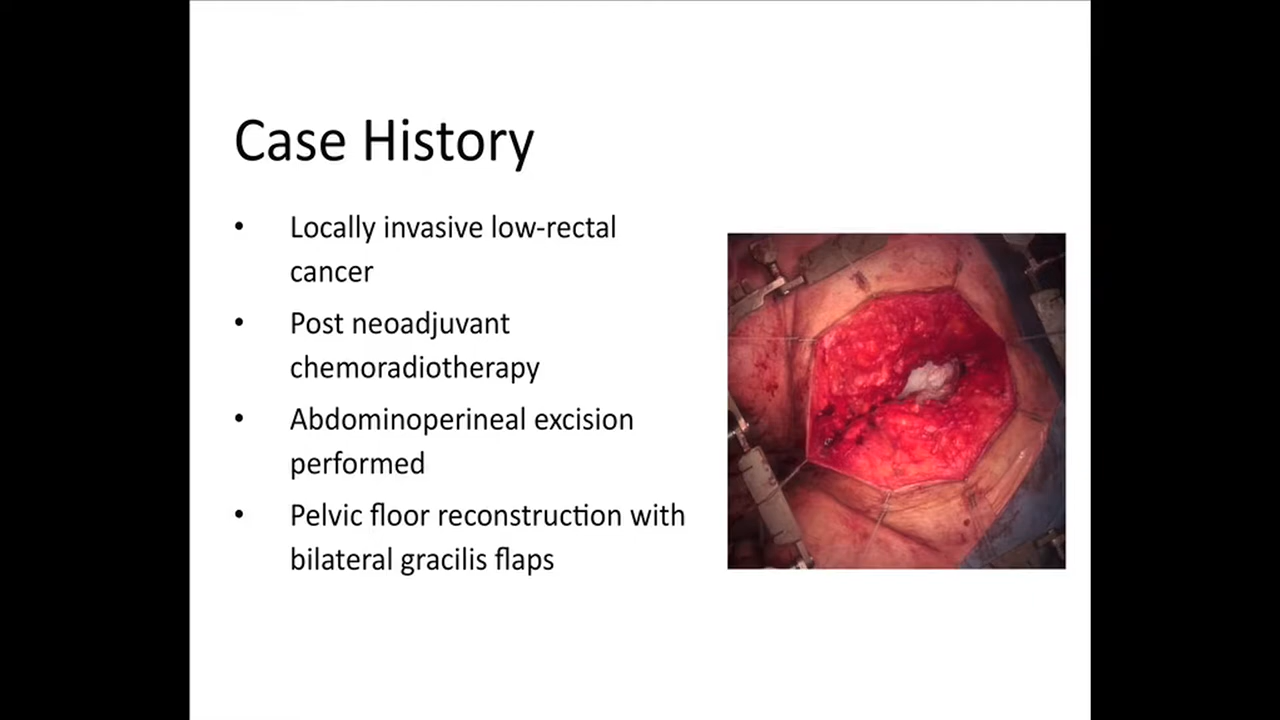 Case History
• Locally invasive low-rectal
cancer
• Post neoadjuvant
chemoradiotherapy
• Abdominoperineal excision
performed
• Pelvic floor reconstruction with
bilateral gracilis flaps